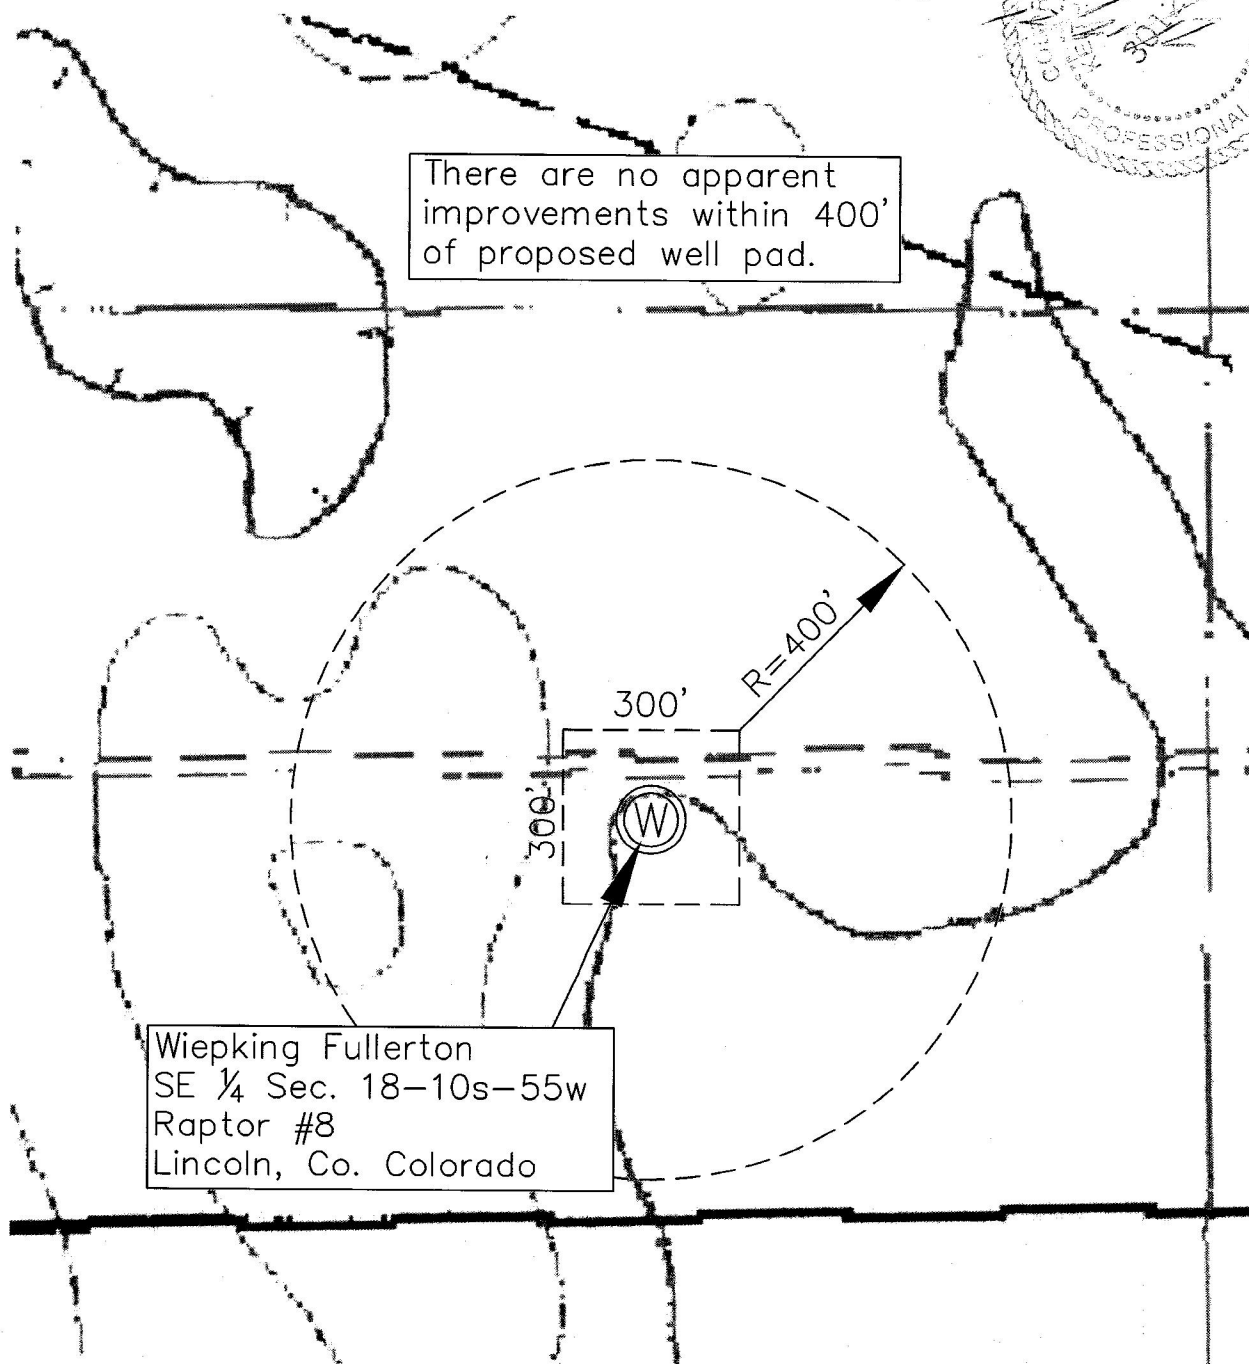 PROFESSIONAL
There are no apparent
improvements within 400'
of proposed well pad.
R=400'
300'
300'
W
Wiepking Fullerton
SE ¼ Sec. 18-10s-55w
Raptor #8
Lincoln, Co. Colorado